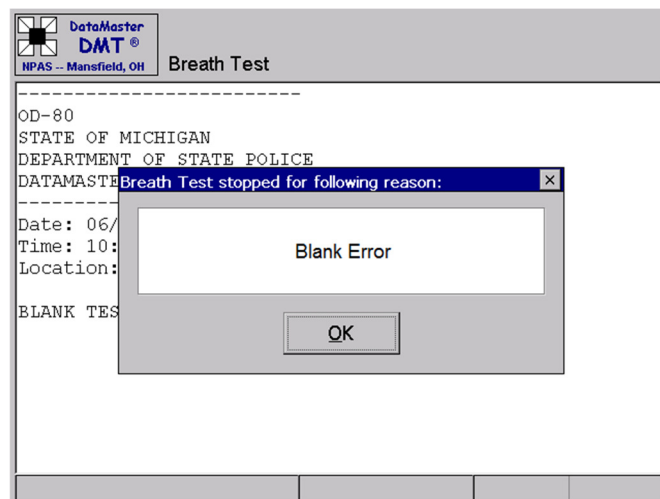 DataMaster
DMT ®
NPAS -- Mansfield, OH
Breath Test
-------------------------
OD-80
STATE OF MICHIGAN
DEPARTMENT OF STATE POLICE
DATAMASTE
Breath Test stopped for following reason:
Date: 06/
Time: 10:
Location:
Blank Error
BLANK TES
OK